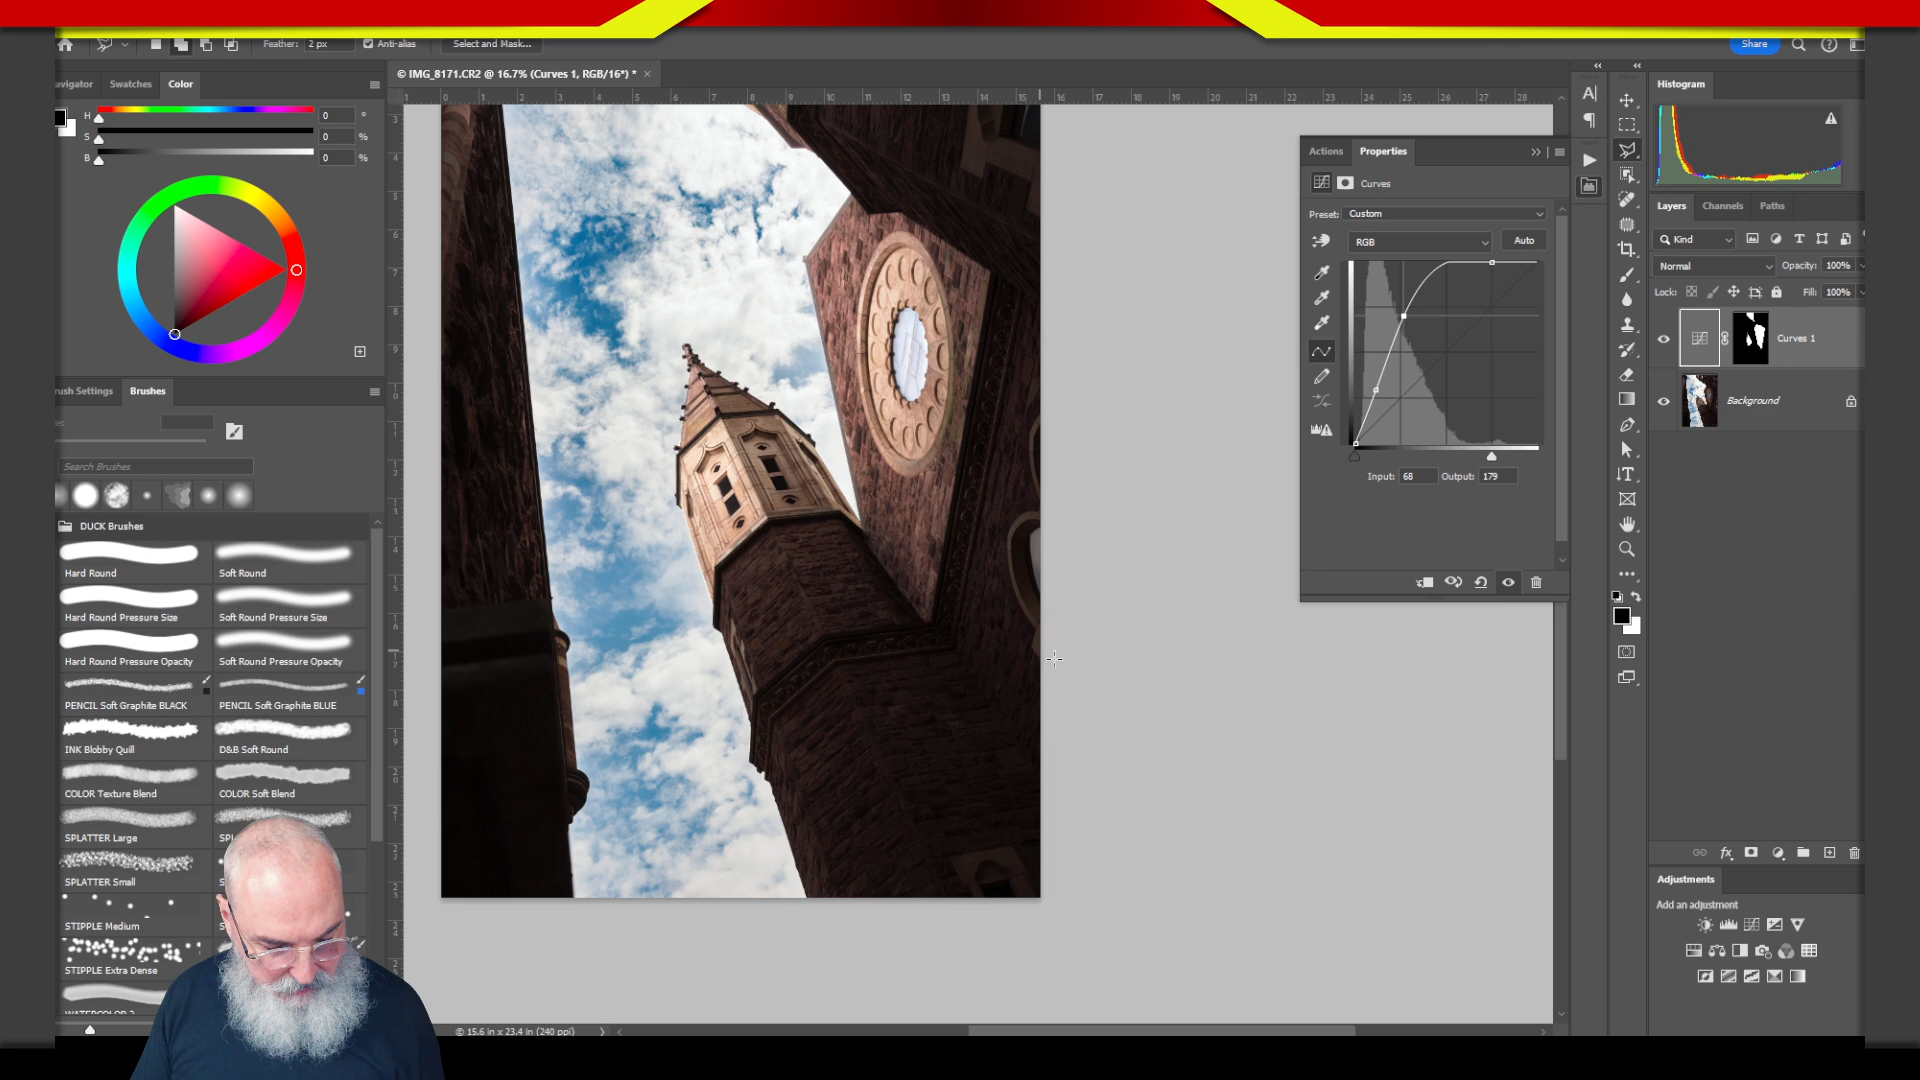 Feather: 2 px Anti-alias Select and Mask... Share
Swatches Color
© IMG_8171.CR2 @ 16.7% (Curves 1, RGB/16*) * ×
Histogram
H 0 °
S 0 %
B 0 %
Actions Properties
Curves
Preset: Custom
RGB Auto
Input: 68 Output: 179
Layers Channels Paths
Kind
Normal Opacity: 100%
Lock: Fill: 100%
Curves 1
Background
Brushes
Search Brushes
DUCK Brushes
Hard Round Soft Round
Hard Round Pressure Size Soft Round Pressure Size
Hard Round Pressure Opacity Soft Round Pressure Opacity
PENCIL Soft Graphite BLACK PENCIL Soft Graphite BLUE
INK Blobby Quill D&B Soft Round
COLOR Texture Blend COLOR Soft Blend
SPLATTER Large
SPLATTER Small
STIPPLE Medium
STIPPLE Extra Dense
Adjustments
Add an adjustment
© 15.6 in x 23.4 in (240 ppi)